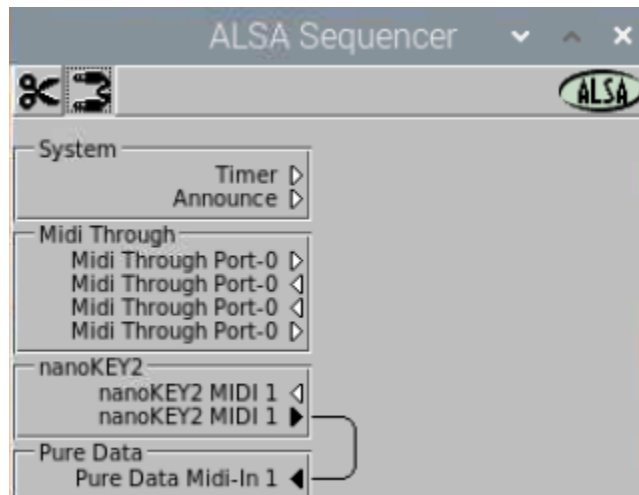 ALSA Sequencer
ALSA
System
Timer
Announce
Midi Through
Midi Through Port-0
Midi Through Port-0
Midi Through Port-0
Midi Through Port-0
nanoKEY2
nanoKEY2 MIDI 1
nanoKEY2 MIDI 1
Pure Data
Pure Data Midi-In 1